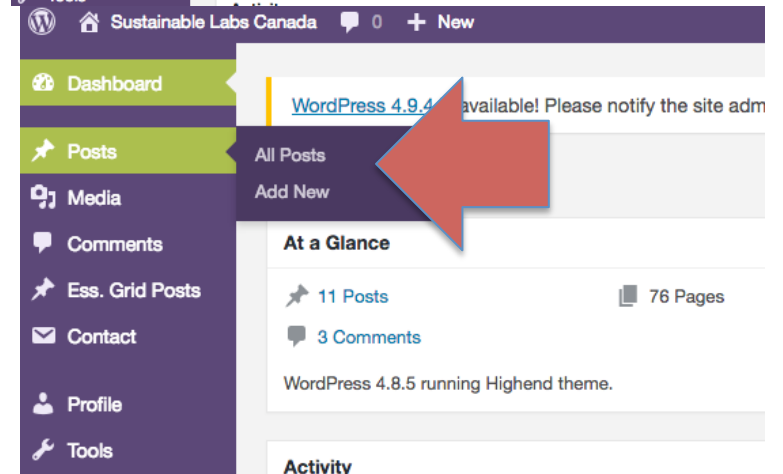 Sustainable Labs Canada 0 + New
Dashboard
WordPress 4.9.4 available! Please notify the site adm
Posts
All Posts
Add New
Media
Comments
At a Glance
Ess. Grid Posts
11 Posts
76 Pages
Contact
3 Comments
WordPress 4.8.5 running Highend theme.
Profile
Tools
Activity